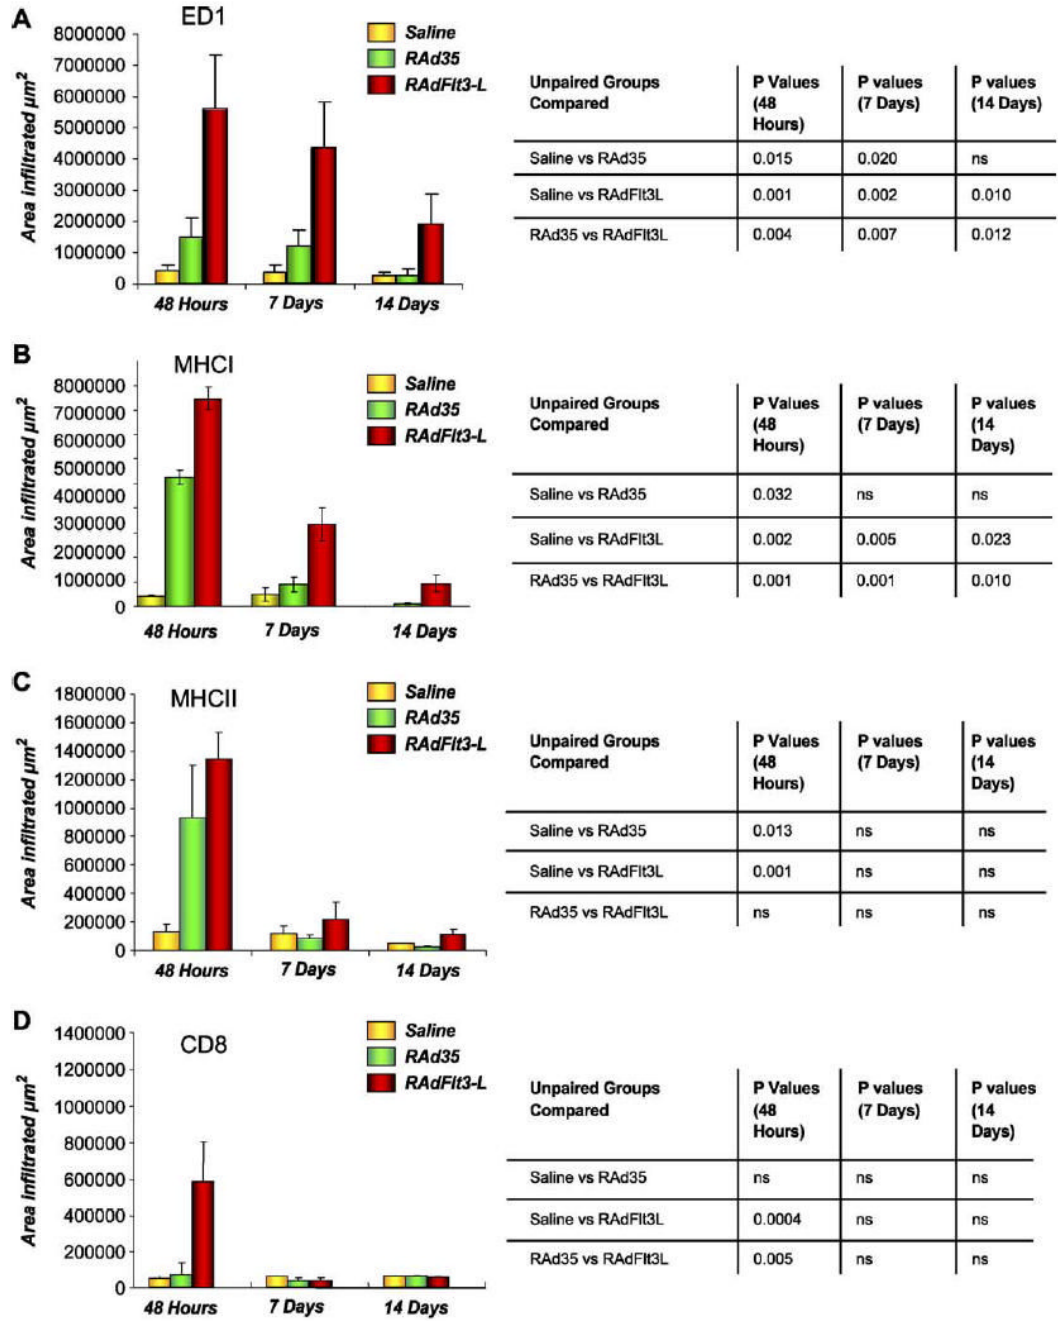 A
ED1
Saline
RAd35
RAdFlt3-L
Area infiltrated µm²
8000000
7000000
6000000
5000000
4000000
3000000
2000000
1000000
0
48 Hours 7 Days 14 Days
Unpaired Groups Compared P Values (48 Hours) P values (7 Days) P values (14 Days)
Saline vs RAd35 0.015 0.020 ns
Saline vs RAdFlt3L 0.001 0.002 0.010
RAd35 vs RAdFlt3L 0.004 0.007 0.012
B
MHCI
Saline
RAd35
RAdFlt3-L
Area infiltrated µm²
8000000
7000000
6000000
5000000
4000000
3000000
2000000
1000000
0
48 Hours 7 Days 14 Days
Unpaired Groups Compared P Values (48 Hours) P values (7 Days) P values (14 Days)
Saline vs RAd35 0.032 ns ns
Saline vs RAdFlt3L 0.002 0.005 0.023
RAd35 vs RAdFlt3L 0.001 0.001 0.010
C
MHCII
Saline
RAd35
RAdFlt3-L
Area infiltrated µm²
1800000
1600000
1400000
1200000
1000000
800000
600000
400000
200000
0
48 Hours 7 Days 14 Days
Unpaired Groups Compared P Values (48 Hours) P values (7 Days) P values (14 Days)
Saline vs RAd35 0.013 ns ns
Saline vs RAdFlt3L 0.001 ns ns
RAd35 vs RAdFlt3L ns ns ns
D
CD8
Saline
RAd35
RAdFlt3-L
Area infiltrated µm²
1400000
1200000
1000000
800000
600000
400000
200000
0
48 Hours 7 Days 14 Days
Unpaired Groups Compared P Values (48 Hours) P values (7 Days) P values (14 Days)
Saline vs RAd35 ns ns ns
Saline vs RAdFlt3L 0.0004 ns ns
RAd35 vs RAdFlt3L 0.005 ns ns